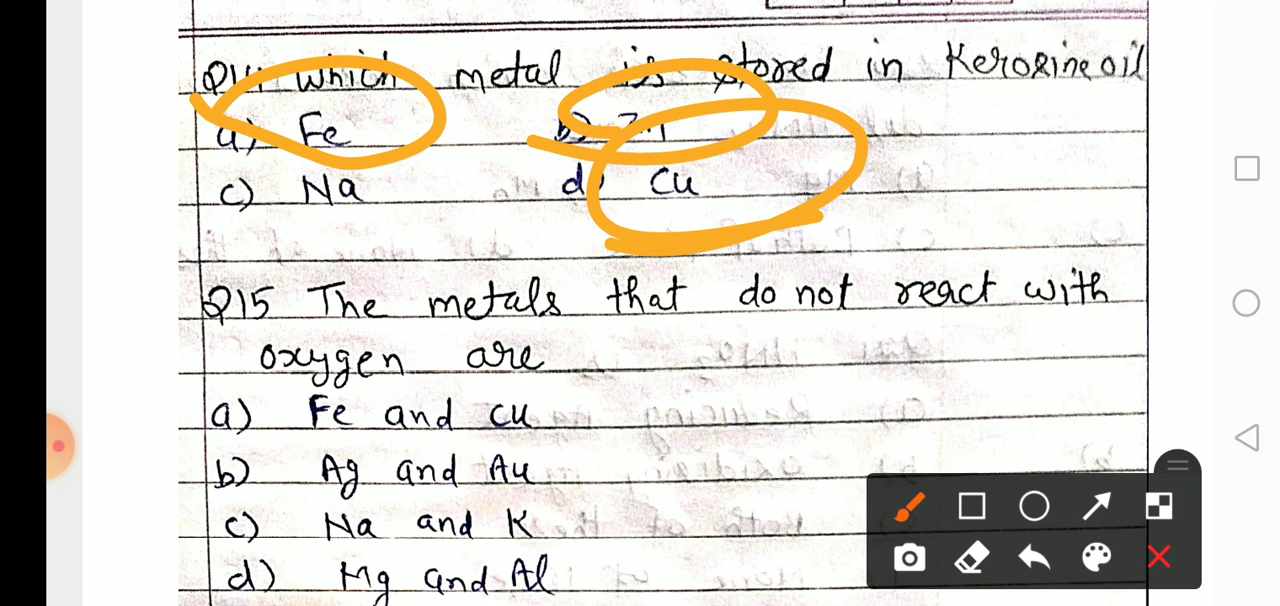 Q14. which metal is stored in Kerosine oil
a) Fe b) Zn
c) Na d) Cu
Q15 The metals that do not react with
oxygen are
a) Fe and cu
b) Ag and Au
c) Na and K
d) Mg and Al